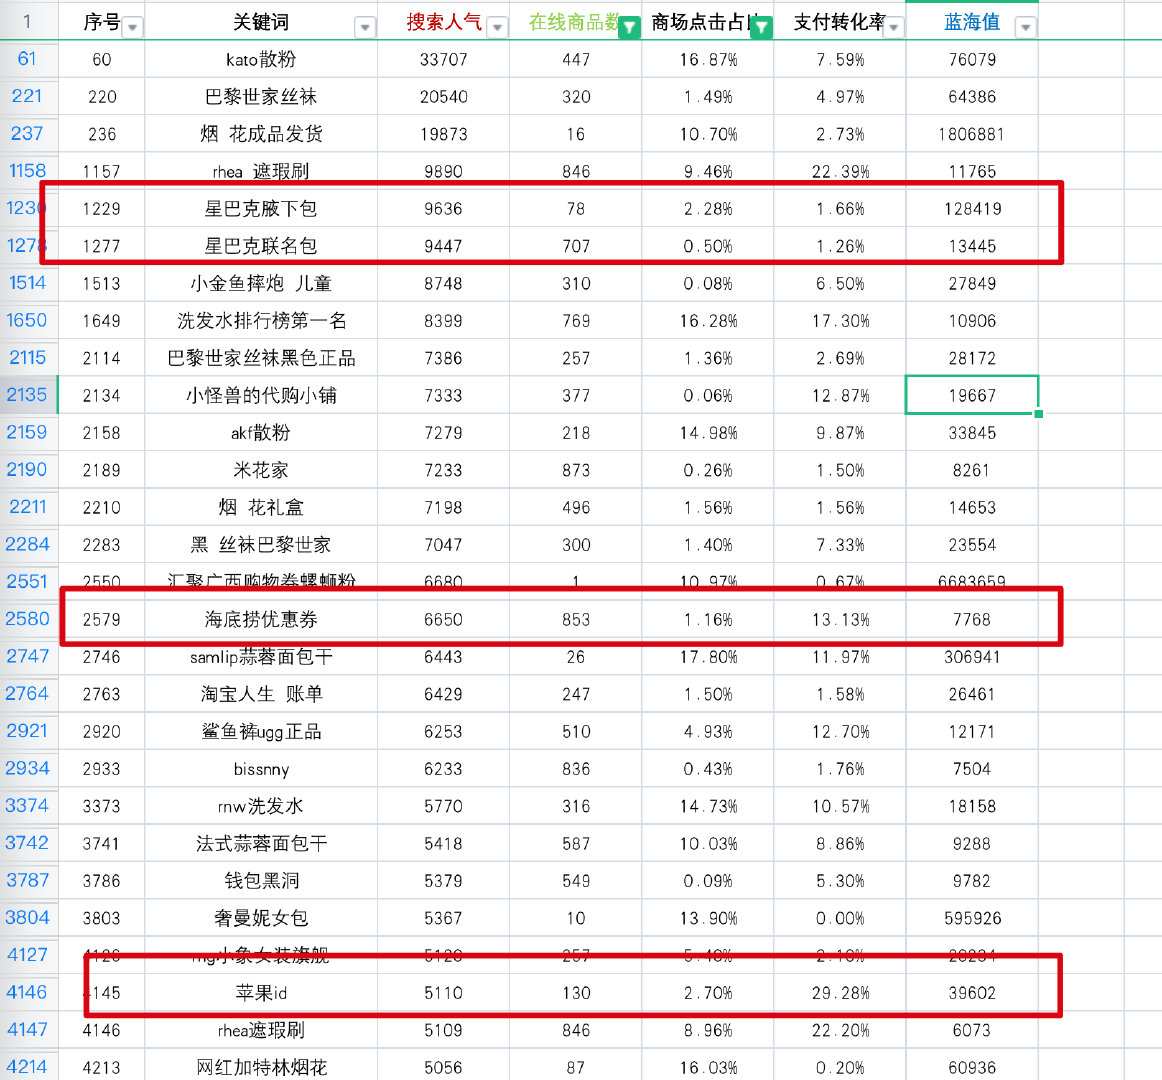 1 序号 关键词 搜索人气 在线商品数 商场点击占比 支付转化率 蓝海值
61 60 kato散粉 33707 447 16.87% 7.59% 76079
221 220 巴黎世家丝袜 20540 320 1.49% 4.97% 64386
237 236 烟 花成品发货 19873 16 10.70% 2.73% 1806881
1158 1157 rhea 遮瑕刷 9890 846 9.46% 22.39% 11765
1230 1229 星巴克腋下包 9636 78 2.28% 1.66% 128419
1278 1277 星巴克联名包 9447 707 0.50% 1.26% 13445
1514 1513 小金鱼摔炮 儿童 8748 310 0.08% 6.50% 27849
1650 1649 洗发水排行榜第一名 8399 769 16.28% 17.30% 10906
2115 2114 巴黎世家丝袜黑色正品 7386 257 1.36% 2.69% 28172
2135 2134 小怪兽的代购小铺 7333 377 0.06% 12.87% 19667
2159 2158 akf散粉 7279 218 14.98% 9.87% 33845
2190 2189 米花家 7233 873 0.26% 1.50% 8261
2211 2210 烟 花礼盒 7198 496 1.56% 1.56% 14653
2284 2283 黑 丝袜巴黎世家 7047 300 1.40% 7.33% 23554
2551 2550 汇聚广西购物券螺蛳粉 6680 1 10.97% 0.67% 6683659
2580 2579 海底捞优惠券 6650 853 1.16% 13.13% 7768
2747 2746 samlip蒜蓉面包干 6443 26 17.80% 11.97% 306941
2764 2763 淘宝人生 账单 6429 247 1.50% 1.58% 26461
2921 2920 鲨鱼裤ugg正品 6253 510 4.93% 12.70% 12171
2934 2933 bissnny 6233 836 0.43% 1.76% 7504
3374 3373 rnw洗发水 5770 316 14.73% 10.57% 18158
3742 3741 法式蒜蓉面包干 5418 587 10.03% 8.86% 9288
3787 3786 钱包黑洞 5379 549 0.09% 5.30% 9782
3804 3803 奢曼妮女包 5367 10 13.90% 0.00% 595926
4127 4126 mg小象女装旗舰
4146 4145 苹果id 5110 130 2.70% 29.28% 39602
4147 4146 rhea遮瑕刷 5109 846 8.96% 22.20% 6073
4214 4213 网红加特林烟花 5056 87 16.03% 0.20% 60936